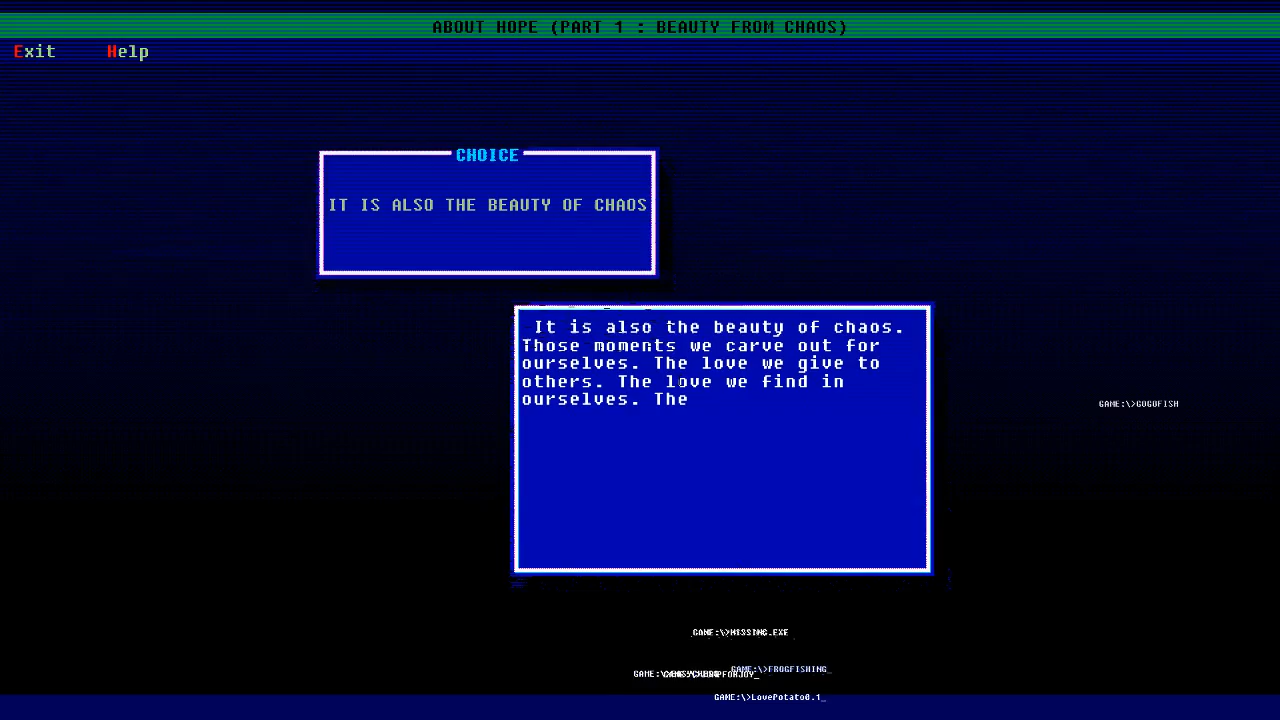 ABOUT HOPE (PART 1 : BEAUTY FROM CHAOS)
Exit Help
CHOICE
IT IS ALSO THE BEAUTY OF CHAOS
It is also the beauty of chaos.
Those moments we carve out for
ourselves. The love we give to
others. The love we find in
ourselves. The
GAME:\>GOGOFISH
GAME:\>MISSING.EXE
GAME:\>FROGFISHING_
GAME:\>LovePotato0.1_